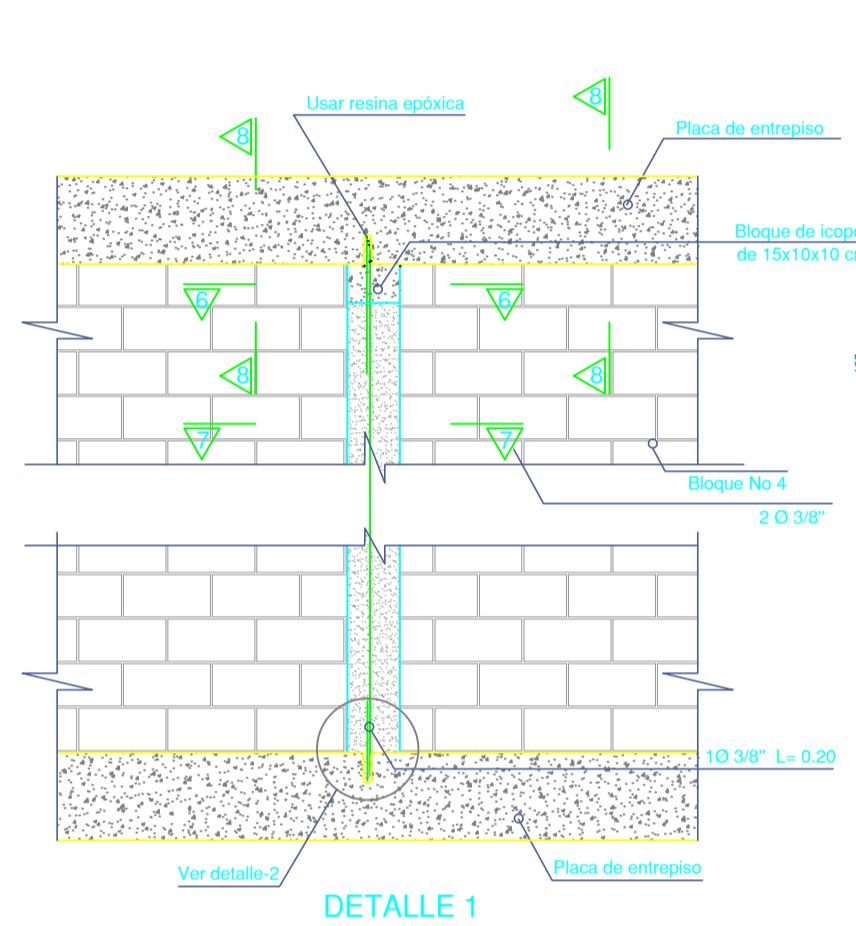 Usar resina epóxica
8
8
Placa de entrepiso
Bloque de icopo
de 15x10x10 c
6
6
8
8
7
7
Bloque No 4
2 Ø 3/8"
1Ø 3/8" L= 0.20
Ver detalle-2
Placa de entrepiso
DETALLE 1